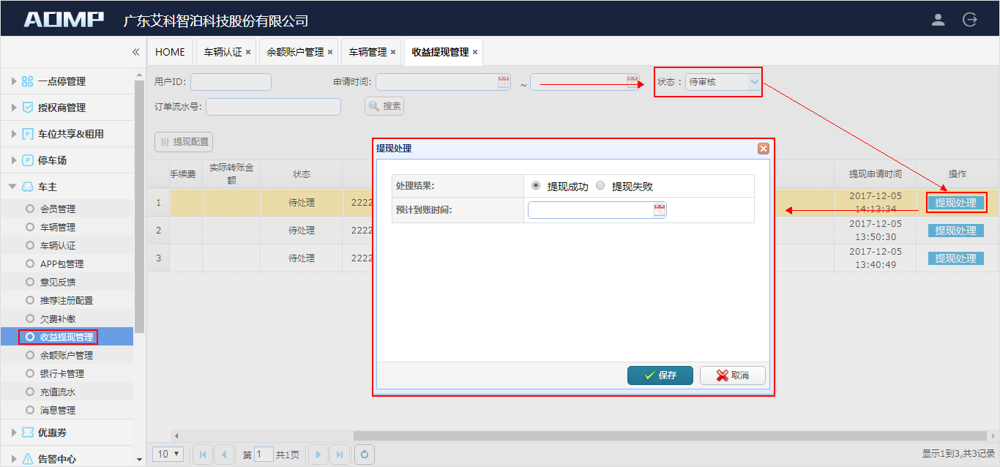 AOMP 广东艾科智泊科技股份有限公司
HOME 车辆认证 × 余额账户管理 × 车辆管理 × 收益提现管理 ×
一点停管理
授权商管理
车位共享&租用
停车场
车主
会员管理
车辆管理
车辆认证
APP包管理
意见反馈
推荐注册配置
欠费补缴
收益提现管理
余额账户管理
银行卡管理
充值流水
消息管理
优惠券
告警中心
用户ID: 申请时间: ~ 状态: 待审核
订单流水号: 搜索
提现配置
手续费 实际转账金额 状态 提现申请时间 操作
1 待处理 2222 2017-12-05 14:13:34 提现处理
2 待处理 2222 2017-12-05 13:50:30 提现处理
3 待处理 2222 2017-12-05 13:40:49 提现处理
提现处理
处理结果: 提现成功 提现失败
预计到账时间:
保存 取消
10 第 1 共1页 显示1到3,共3记录